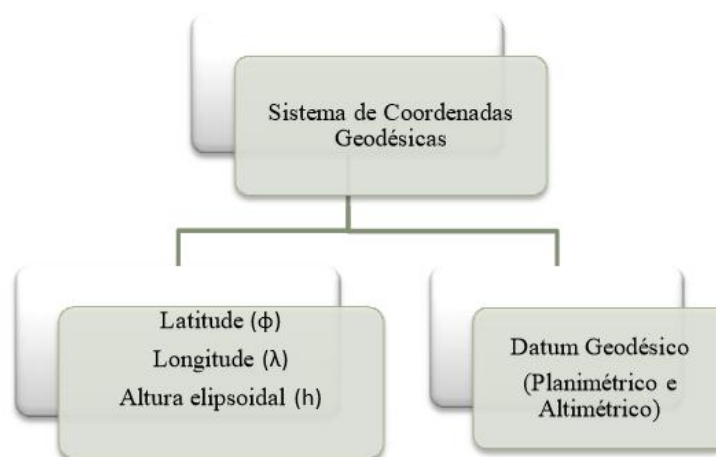 Sistema de Coordenadas
Geodésicas
Latitude (ϕ)
Longitude (λ)
Altura elipsoidal (h)
Datum Geodésico
(Planimétrico e
Altimétrico)